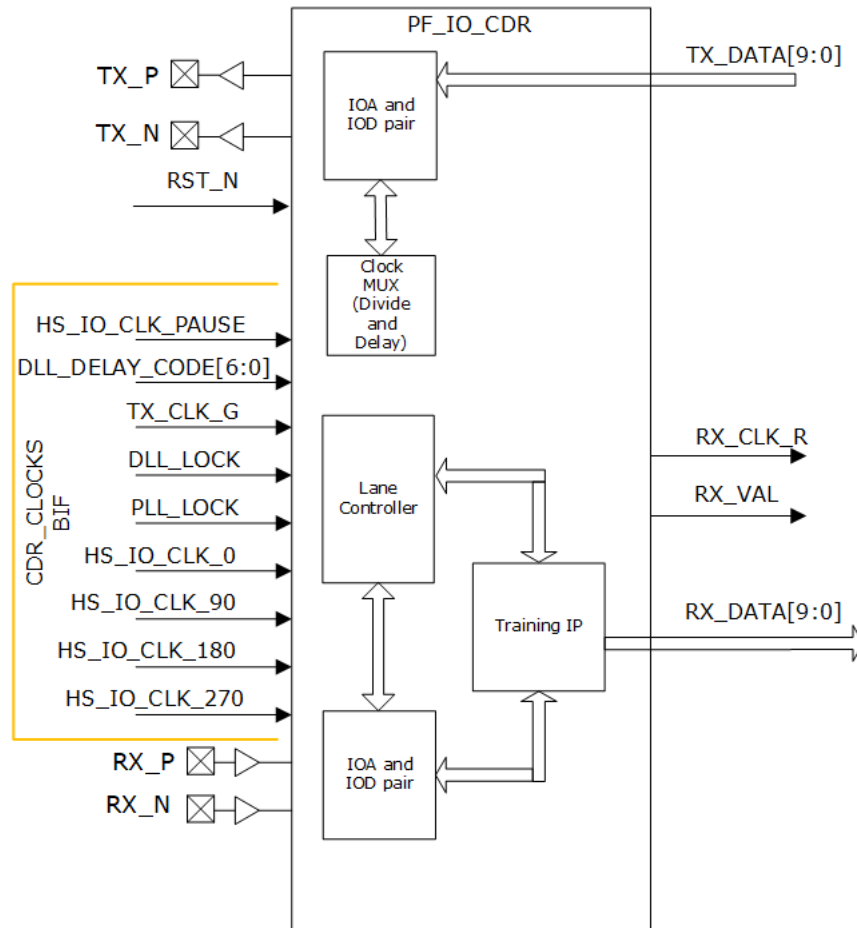 PF_IO_CDR
TX_P
TX_DATA[9:0]
IOA and
IOD pair
TX_N
RST_N
Clock
MUX
(Divide
and
Delay)
HS_IO_CLK_PAUSE
DLL_DELAY_CODE[6:0]
TX_CLK_G
DLL_LOCK
PLL_LOCK
HS_IO_CLK_0
HS_IO_CLK_90
HS_IO_CLK_180
HS_IO_CLK_270
CDR_CLOCKS
BIF
Lane
Controller
RX_CLK_R
RX_VAL
Training IP
RX_DATA[9:0]
RX_P
RX_N
IOA and
IOD pair